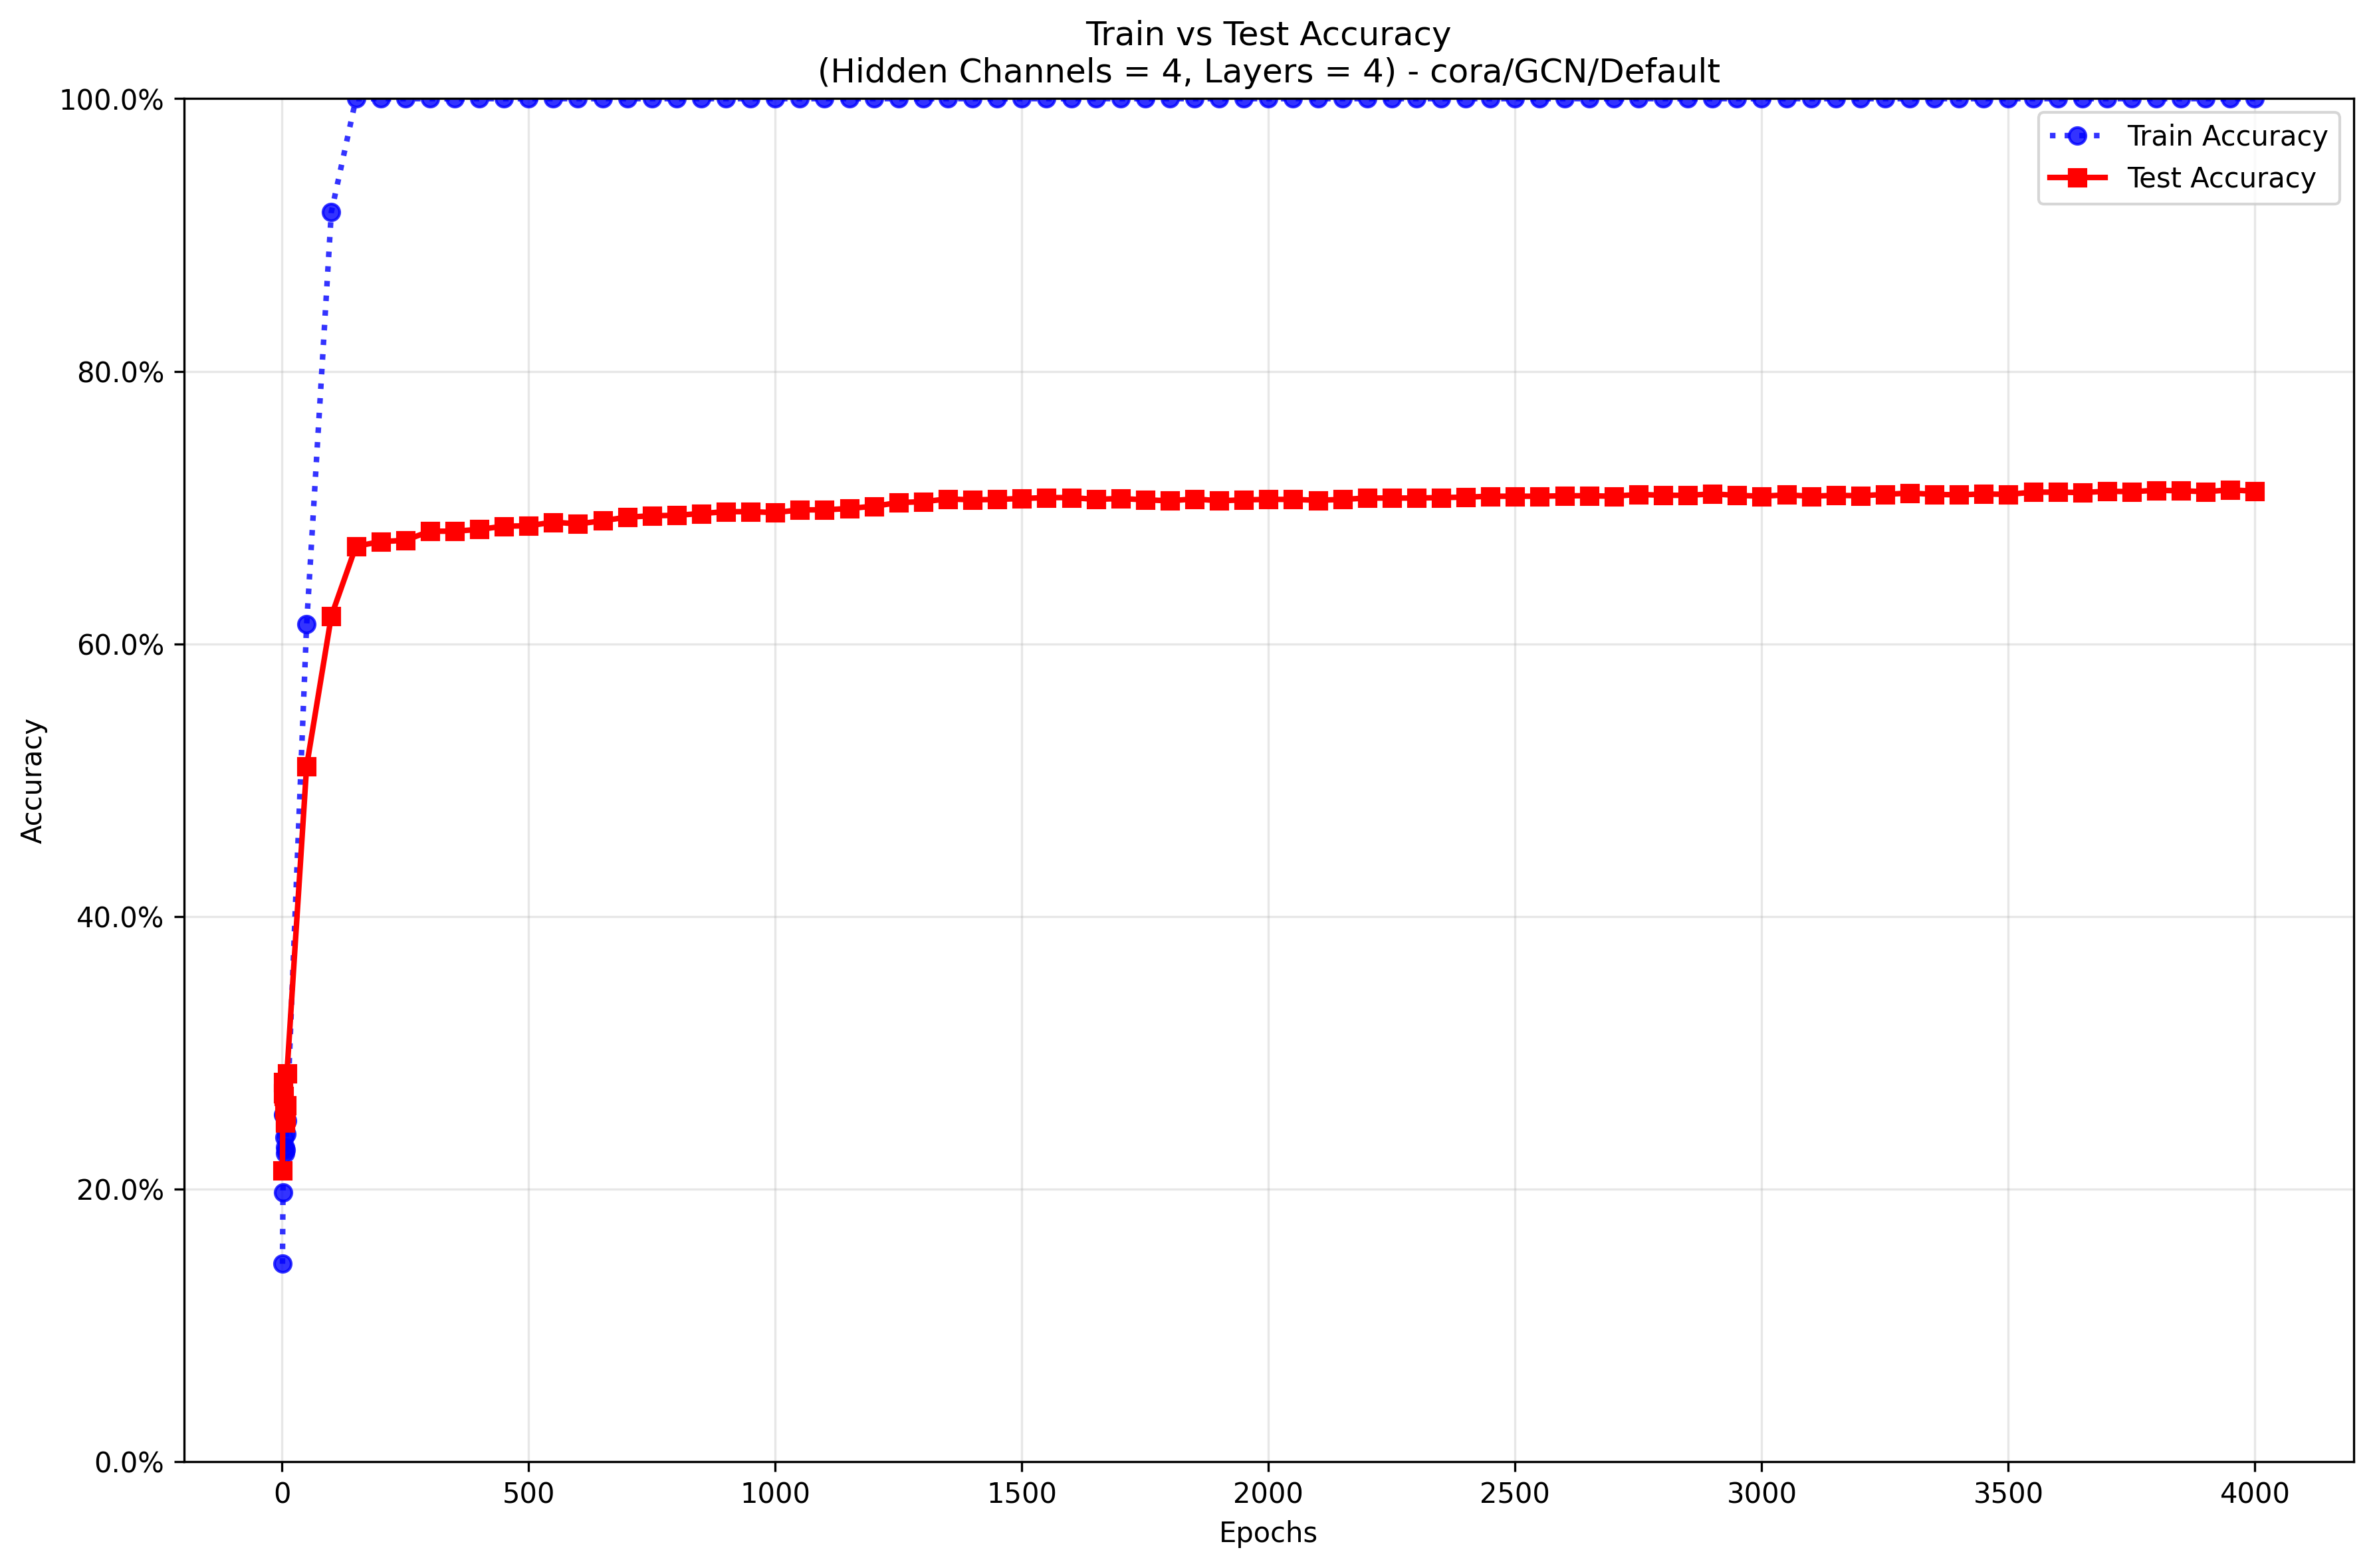 Train vs Test Accuracy
(Hidden Channels = 4, Layers = 4) - cora/GCN/Default
100.0%
80.0%
60.0%
40.0%
20.0%
0.0%
Accuracy
Train Accuracy
Test Accuracy
0 500 1000 1500 2000 2500 3000 3500 4000
Epochs